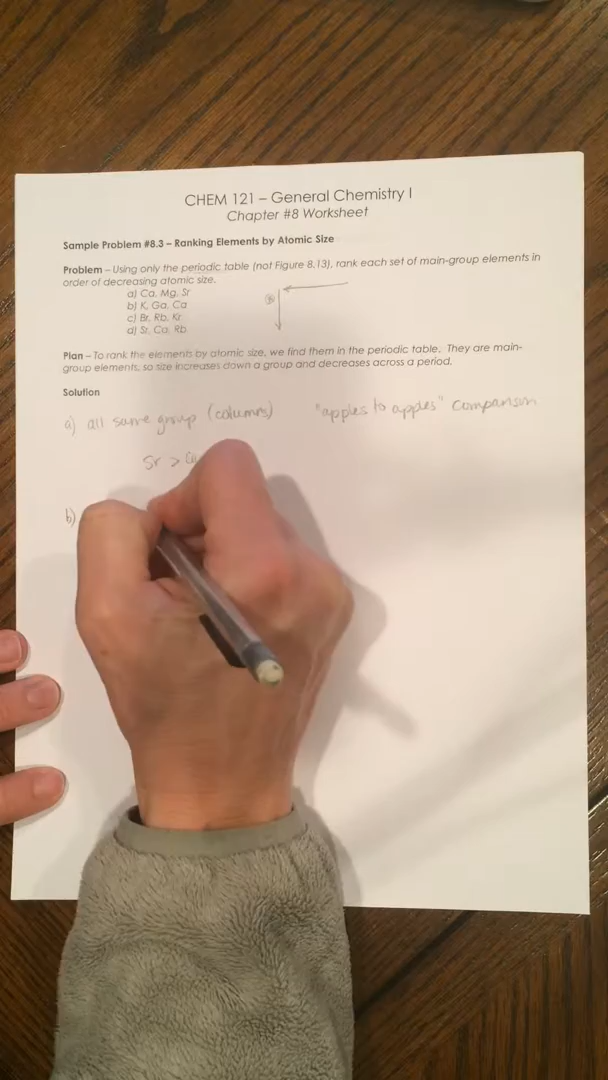 CHEM 121 – General Chemistry I
Chapter #8 Worksheet
Sample Problem #8.3 – Ranking Elements by Atomic Size
Problem – Using only the periodic table (not Figure 8.13), rank each set of main-group elements in
order of decreasing atomic size.
a) Ca, Mg, Sr
b) K, Ga, Ca
c) Br, Rb, Kr
d) Sr, Ca, Rb
Plan – To rank the elements by atomic size, we find them in the periodic table. They are main-
group elements, so size increases down a group and decreases across a period.
Solution
a) all same group (columns) "apples to apples" comparison
Sr >
b)